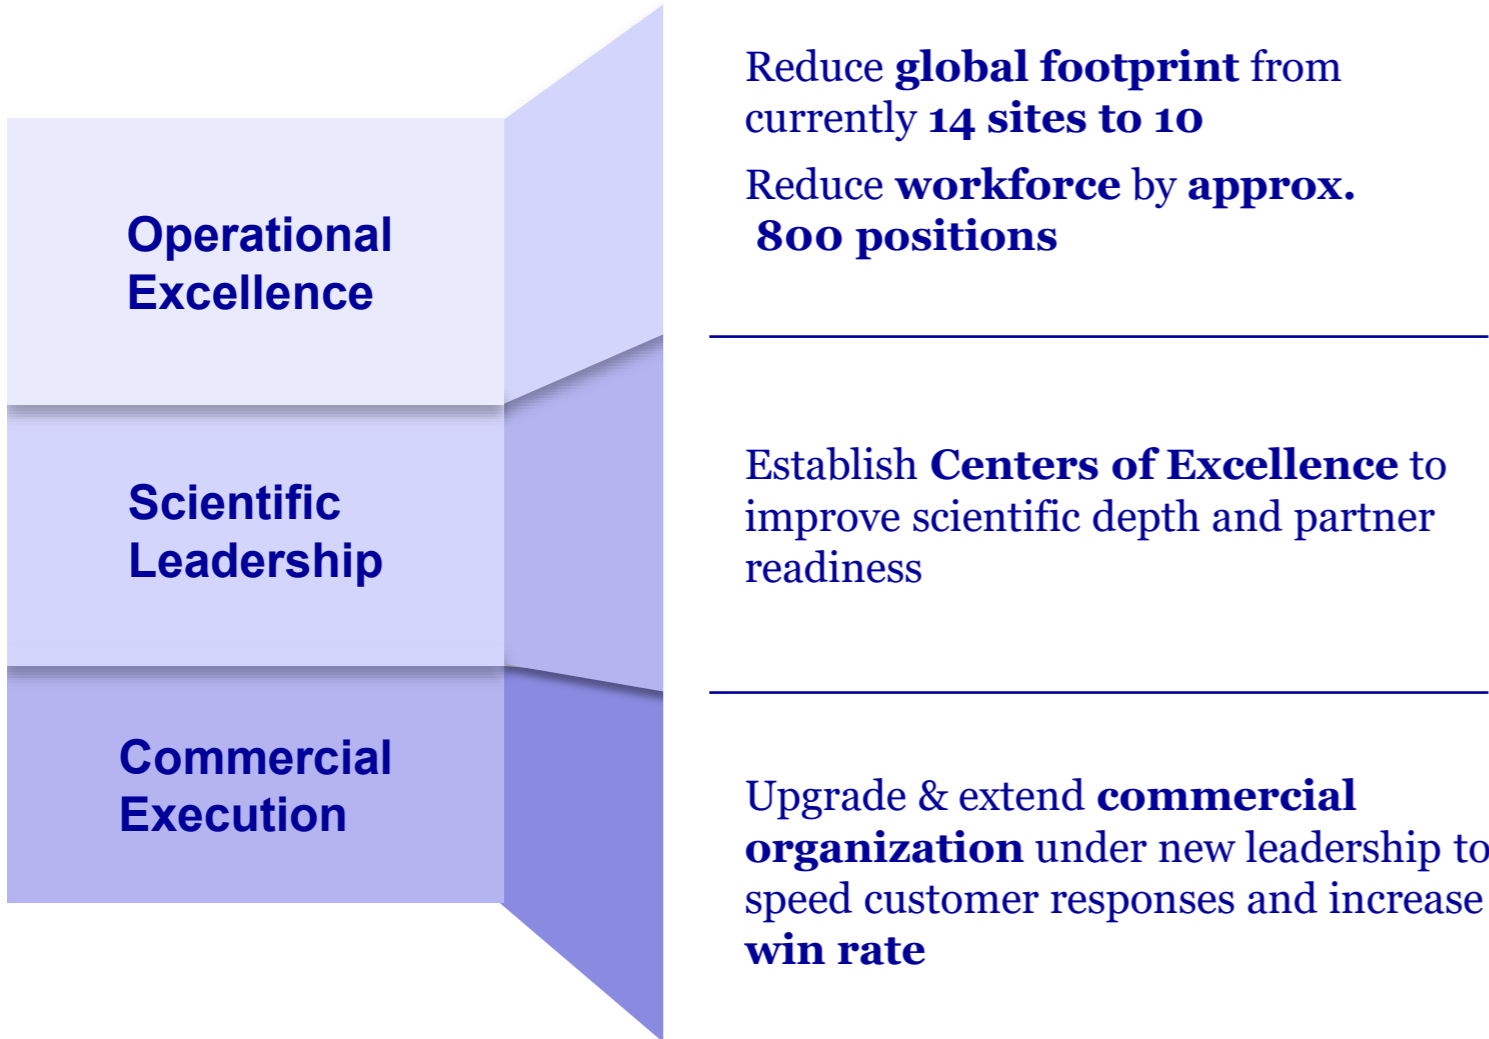 Operational
Excellence
Reduce global footprint from
currently 14 sites to 10
Reduce workforce by approx.
800 positions
Scientific
Leadership
Establish Centers of Excellence to
improve scientific depth and partner
readiness
Commercial
Execution
Upgrade & extend commercial
organization under new leadership to
speed customer responses and increase
win rate